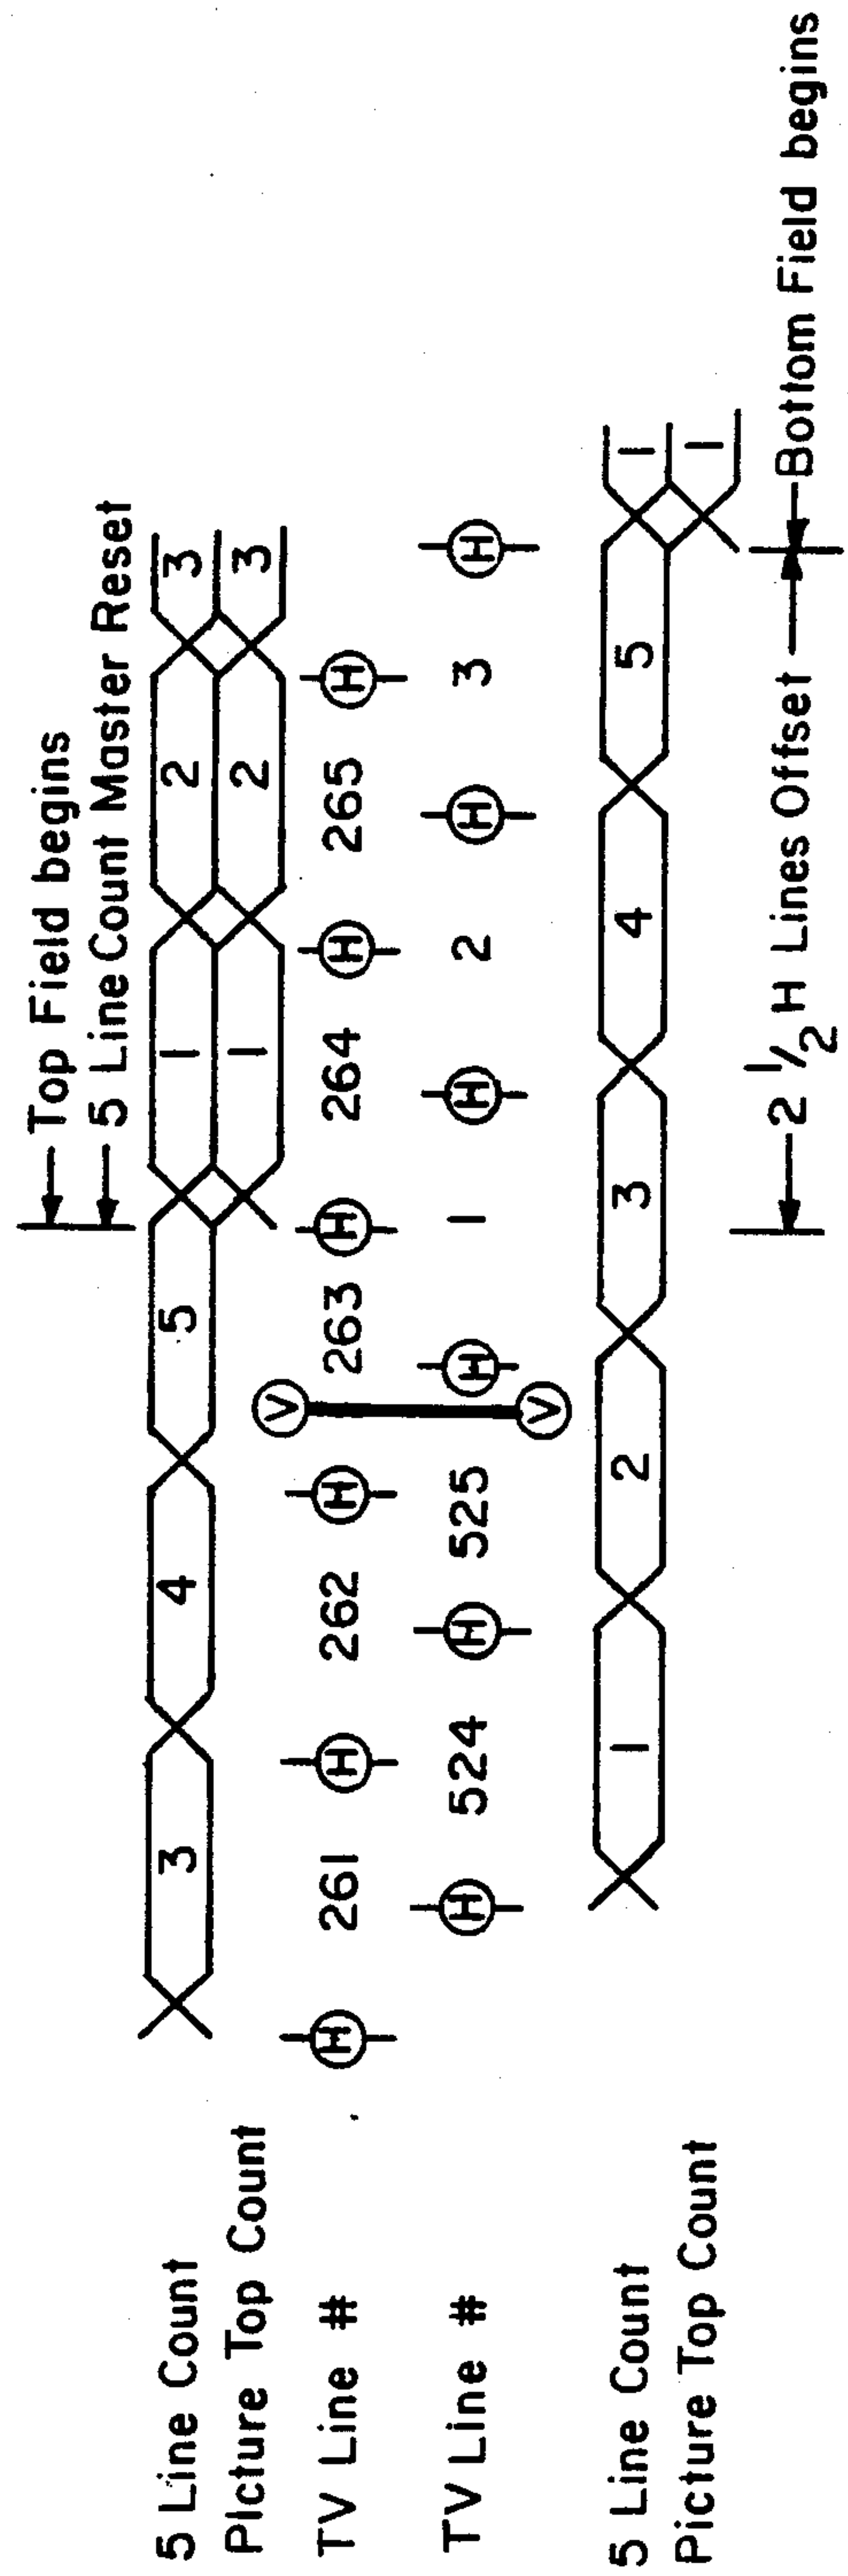 Top Field begins
5 Line Count Master Reset
5 Line Count 3 4 5 1 2 3
Picture Top Count 1 2 3
V
TV Line # H 261 H 262 H 263 H 264 H 265 H
TV Line # H 524 H 525 H 1 H 2 H 3 H
V
5 Line Count 1 2 3 4 5 1
Picture Top Count 1
2 1/2 H Lines Offset
Bottom Field begins